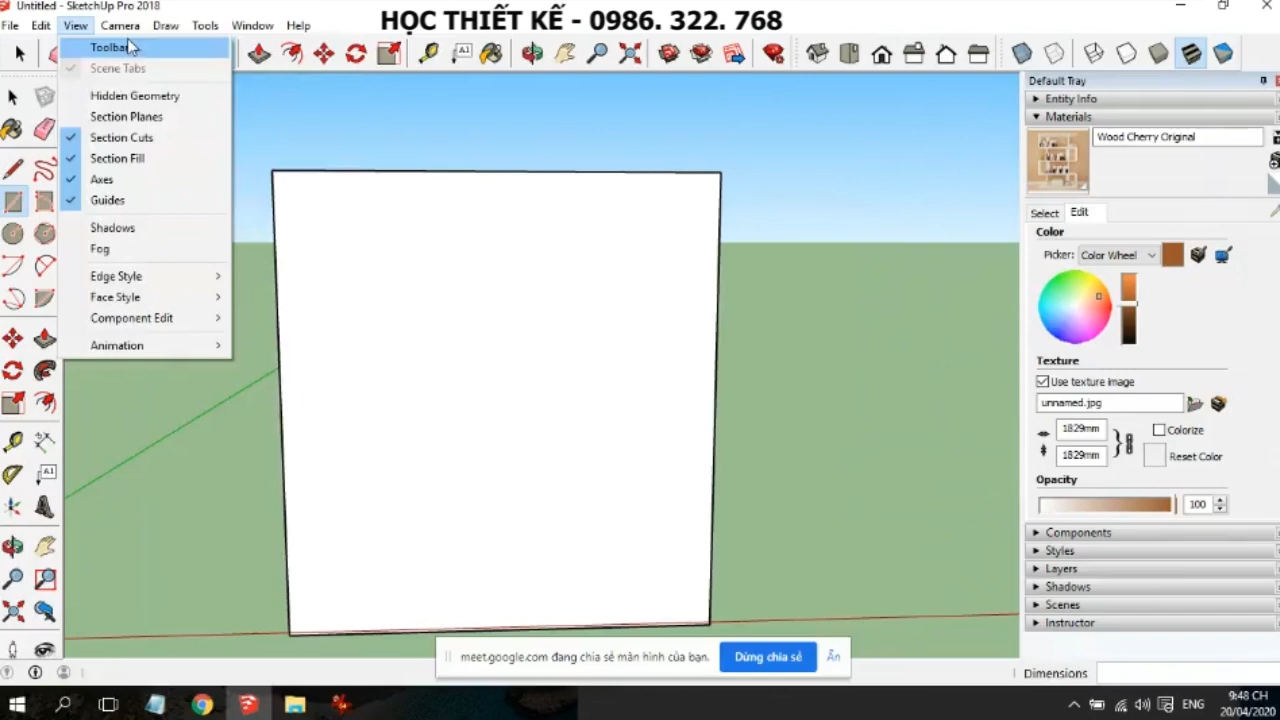 Untitled - SketchUp Pro 2018
HỌC THIẾT KẾ - 0986. 322. 768
File Edit View Camera Draw Tools Window Help
Toolbar
Scene Tabs
Hidden Geometry
Section Planes
Section Cuts
Section Fill
Axes
Guides
Shadows
Fog
Edge Style
Face Style
Component Edit
Animation
A1
A1
Default Tray
Entity Info
Materials
Wood Cherry Original
Select Edit
Color
Picker: Color Wheel
Texture
Use texture image
unnamed.jpg
1829mm
Colorize
1829mm
Reset Color
Opacity
100
Components
Styles
Layers
Shadows
Scenes
Instructor
meet.google.com đang chia sẻ màn hình của bạn. Dừng chia sẻ Ẩn
Dimensions
ENG
9:48 CH
20/04/2020